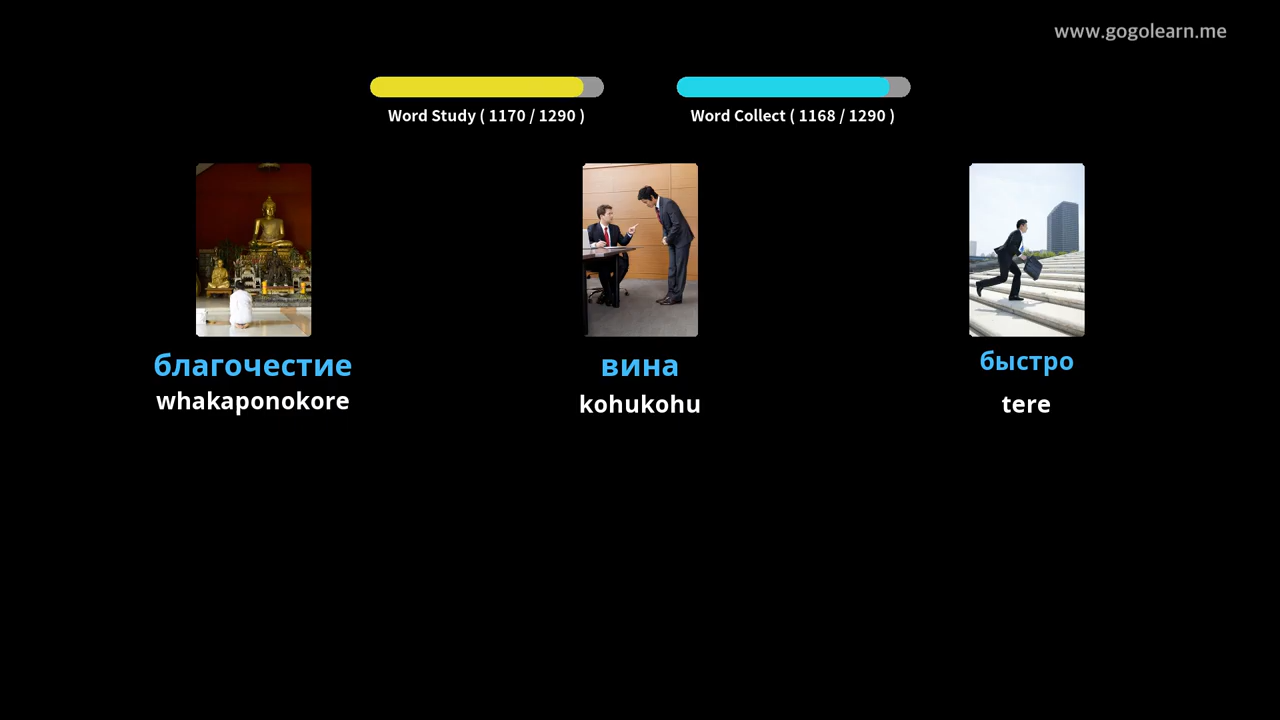 www.gogolearn.me
Word Study ( 1170 / 1290 )
Word Collect ( 1168 / 1290 )
благочестие
whakaponokore
вина
kohukohu
быстро
tere